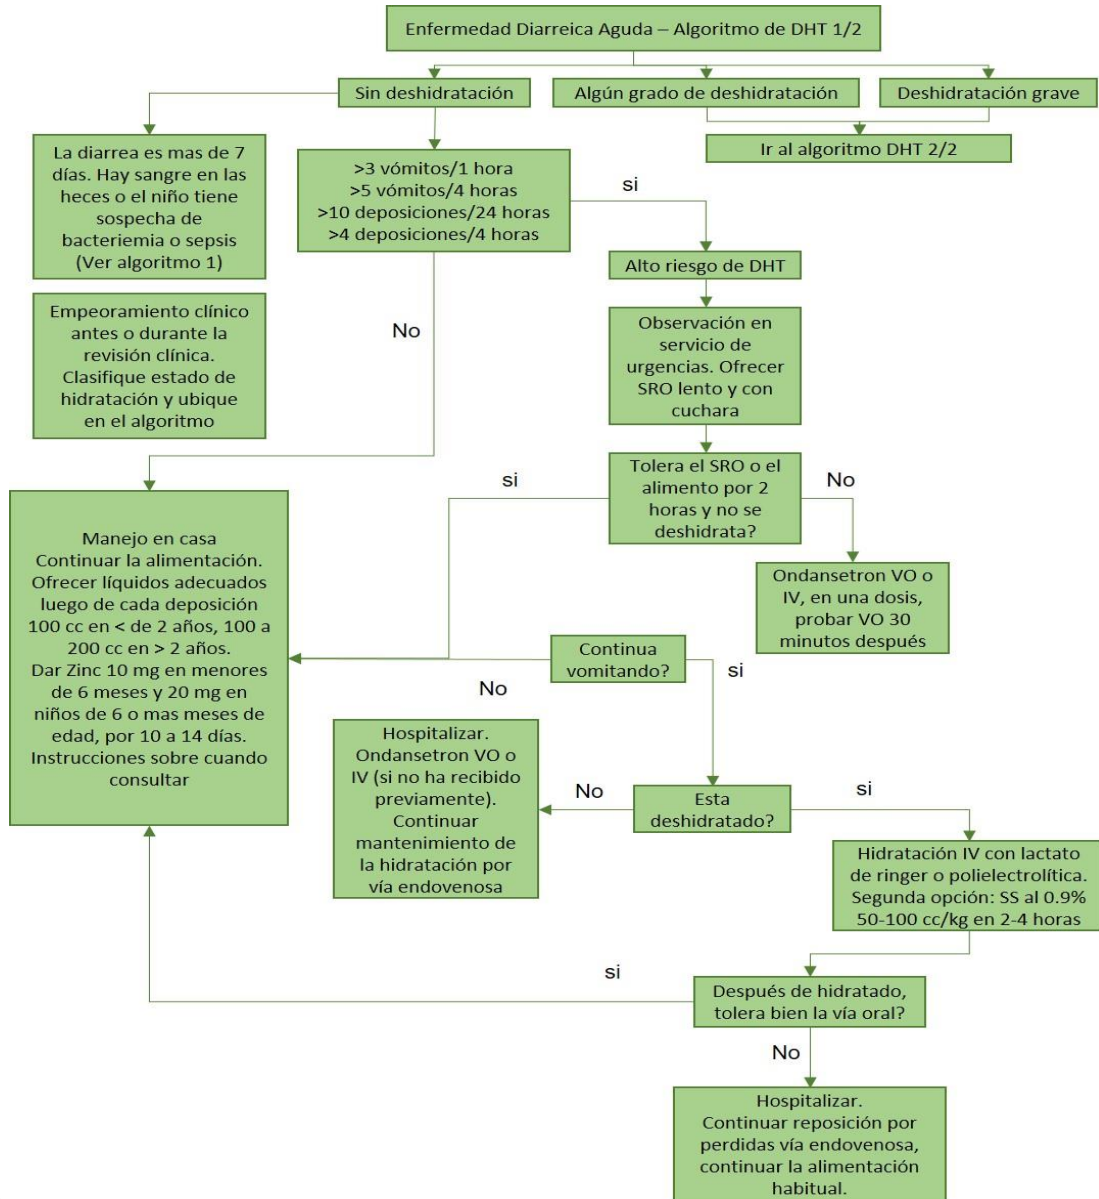 Enfermedad Diarreica Aguda – Algoritmo de DHT 1/2
Sin deshidratación
Algún grado de deshidratación
Deshidratación grave
Ir al algoritmo DHT 2/2
La diarrea es mas de 7
días. Hay sangre en las
heces o el niño tiene
sospecha de
bacteriemia o sepsis
(Ver algoritmo 1)
>3 vómitos/1 hora
>5 vómitos/4 horas
>10 deposiciones/24 horas
>4 deposiciones/4 horas
si
Alto riesgo de DHT
Empeoramiento clínico
antes o durante la
revisión clínica.
Clasifique estado de
hidratación y ubique
en el algoritmo
No
Observación en
servicio de
urgencias. Ofrecer
SRO lento y con
cuchara
Tolera el SRO o el
alimento por 2
horas y no se
deshidrata?
si
No
Manejo en casa
Continuar la alimentación.
Ofrecer líquidos adecuados
luego de cada deposición
100 cc en < de 2 años, 100 a
200 cc en > 2 años.
Dar Zinc 10 mg en menores
de 6 meses y 20 mg en
niños de 6 o mas meses de
edad, por 10 a 14 días.
Instrucciones sobre cuando
consultar
Ondansetron VO o
IV, en una dosis,
probar VO 30
minutos después
Continua
vomitando?
No
si
Hospitalizar.
Ondansetron VO o
IV (si no ha recibido
previamente).
Continuar
mantenimiento de
la hidratación por
vía endovenosa
No
Esta
deshidratado?
si
Hidratación IV con lactato
de ringer o polielectrolítica.
Segunda opción: SS al 0.9%
50-100 cc/kg en 2-4 horas
si
Después de hidratado,
tolera bien la vía oral?
No
Hospitalizar.
Continuar reposición por
perdidas vía endovenosa,
continuar la alimentación
habitual.